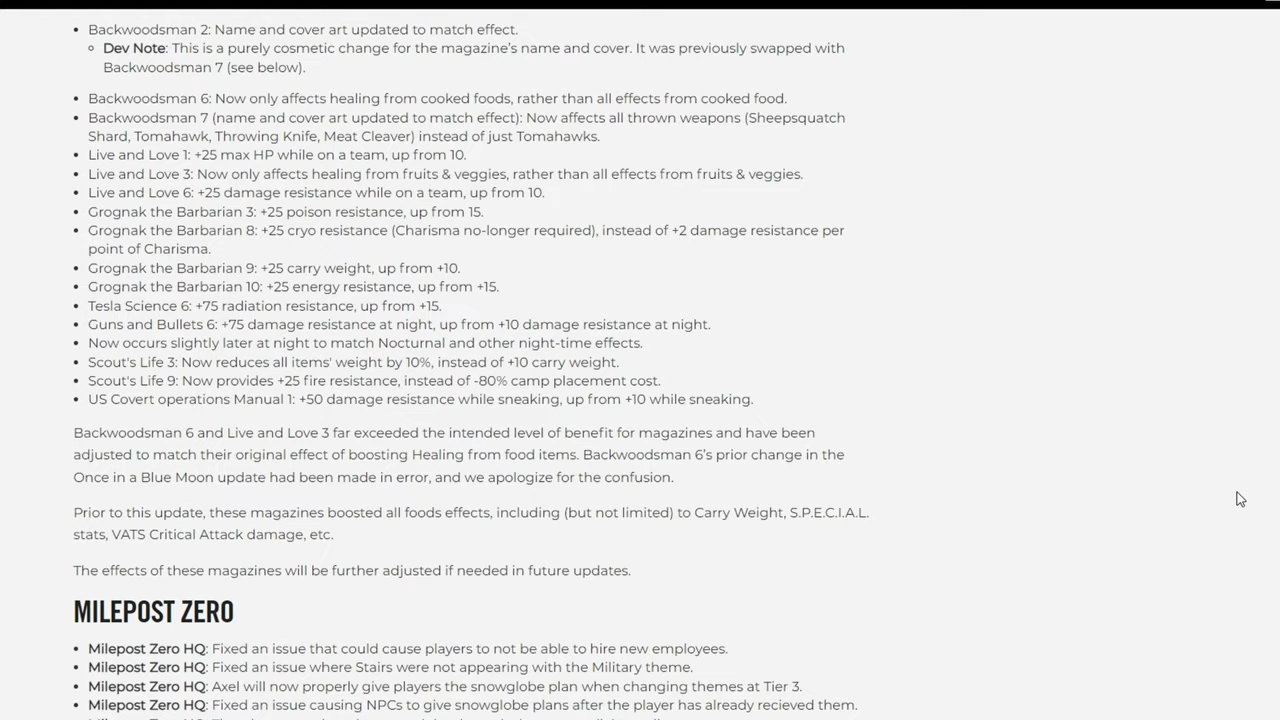 Backwoodsman 2: Name and cover art updated to match effect.
Dev Note: This is a purely cosmetic change for the magazine's name and cover. It was previously swapped with
Backwoodsman 7 (see below).
Backwoodsman 6: Now only affects healing from cooked foods, rather than all effects from cooked food.
Backwoodsman 7 (name and cover art updated to match effect): Now affects all thrown weapons (Sheepsquatch
Shard, Tomahawk, Throwing Knife, Meat Cleaver) instead of just Tomahawks.
Live and Love 1: +25 max HP while on a team, up from 10.
Live and Love 3: Now only affects healing from fruits & veggies, rather than all effects from fruits & veggies.
Live and Love 6: +25 damage resistance while on a team, up from 10.
Grognak the Barbarian 3: +25 poison resistance, up from 15.
Grognak the Barbarian 8: +25 cryo resistance (Charisma no-longer required), instead of +2 damage resistance per
point of Charisma.
Grognak the Barbarian 9: +25 carry weight, up from +10.
Grognak the Barbarian 10: +25 energy resistance, up from +15.
Tesla Science 6: +75 radiation resistance, up from +15.
Guns and Bullets 6: +75 damage resistance at night, up from +10 damage resistance at night.
Now occurs slightly later at night to match Nocturnal and other night-time effects.
Scout's Life 3: Now reduces all items' weight by 10%, instead of +10 carry weight.
Scout's Life 9: Now provides +25 fire resistance, instead of -80% camp placement cost.
US Covert operations Manual 1: +50 damage resistance while sneaking, up from +10 while sneaking.
Backwoodsman 6 and Live and Love 3 far exceeded the intended level of benefit for magazines and have been
adjusted to match their original effect of boosting Healing from food items. Backwoodsman 6's prior change in the
Once in a Blue Moon update had been made in error, and we apologize for the confusion.
Prior to this update, these magazines boosted all foods effects, including (but not limited) to Carry Weight, S.P.E.C.I.A.L.
stats, VATS Critical Attack damage, etc.
The effects of these magazines will be further adjusted if needed in future updates.
MILEPOST ZERO
Milepost Zero HQ: Fixed an issue that could cause players to not be able to hire new employees.
Milepost Zero HQ: Fixed an issue where Stairs were not appearing with the Military theme.
Milepost Zero HQ: Axel will now properly give players the snowglobe plan when changing themes at Tier 3.
Milepost Zero HQ: Fixed an issue causing NPCs to give snowglobe plans after the player has already recieved them.